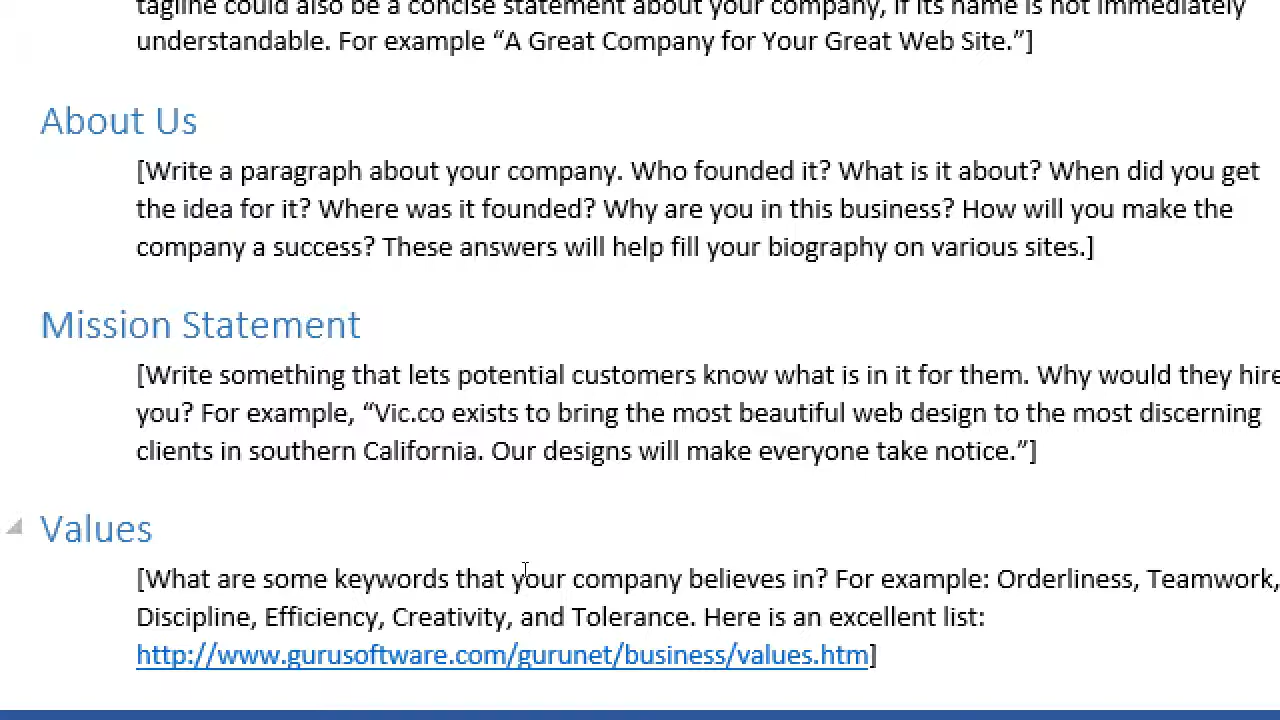 tagline could also be a concise statement about your company, if its name is not immediately
understandable. For example “A Great Company for Your Great Web Site.”]
About Us
[Write a paragraph about your company. Who founded it? What is it about? When did you get
the idea for it? Where was it founded? Why are you in this business? How will you make the
company a success? These answers will help fill your biography on various sites.]
Mission Statement
[Write something that lets potential customers know what is in it for them. Why would they hire
you? For example, “Vic.co exists to bring the most beautiful web design to the most discerning
clients in southern California. Our designs will make everyone take notice.”]
Values
[What are some keywords that your company believes in? For example: Orderliness, Teamwork,
Discipline, Efficiency, Creativity, and Tolerance. Here is an excellent list:
http://www.gurusoftware.com/gurunet/business/values.htm]